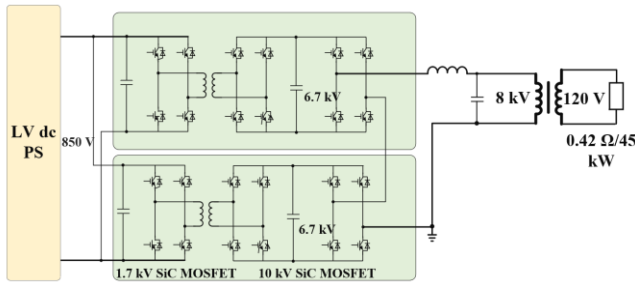 LV dc
PS
850 V
6.7 kV
8 kV
120 V
0.42 Ω/45
kW
6.7 kV
1.7 kV SiC MOSFET
10 kV SiC MOSFET